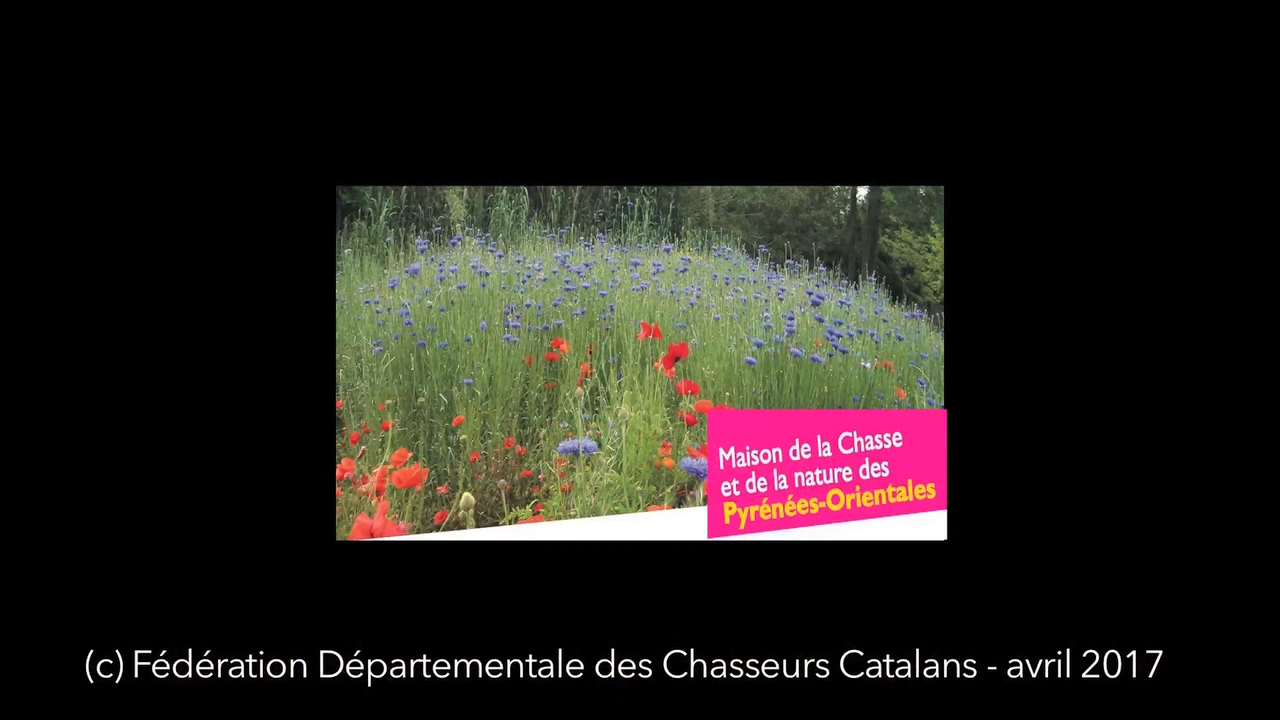 Maison de la Chasse
et de la nature des
Pyrénées-Orientales
(c) Fédération Départementale des Chasseurs Catalans - avril 2017